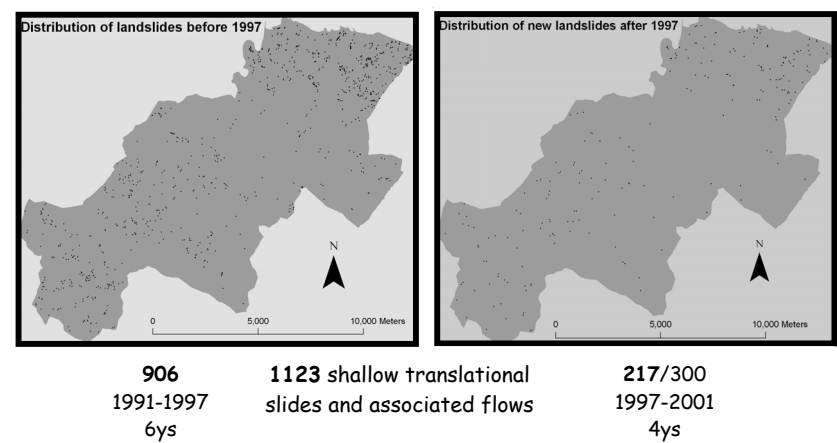 Distribution of landslides before 1997
N
0 5,000 10,000 Meters
Distribution of new landslides after 1997
N
0 5,000 10,000 Meters
906
1991-1997
6ys
1123 shallow translational
slides and associated flows
217/300
1997-2001
4ys